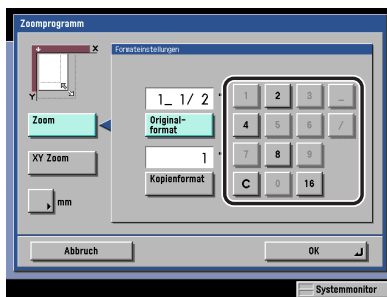 Zoomprogramm
X
Formateinstellungen
Y
1_ 1/ 2 "
1 2 3 _
Zoom
Original-
format
4 5 6 /
XY Zoom
1 "
7 8 9
Kopienformat
C 0 16
mm
Abbruch
OK
Systemmonitor